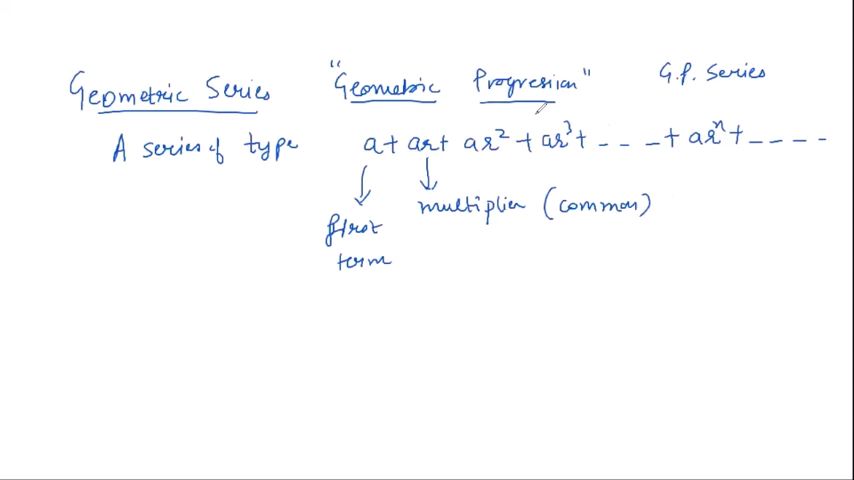 Geometric Series "Geometric Progression" G.P. Series
A series of type a + ar + ar² + ar³ + - - - + arⁿ + - - - -
first term
multiplier (common)